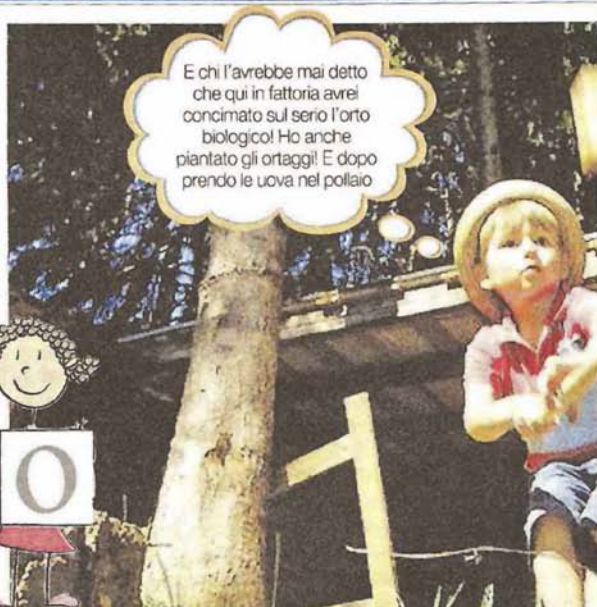 E chi l'avrebbe mai detto
che qui in fattoria avrei
concimato sul serio l'orto
biologico! Ho anche
piantato gli ortaggi! E dopo
prendo le uova nel pollaio
O